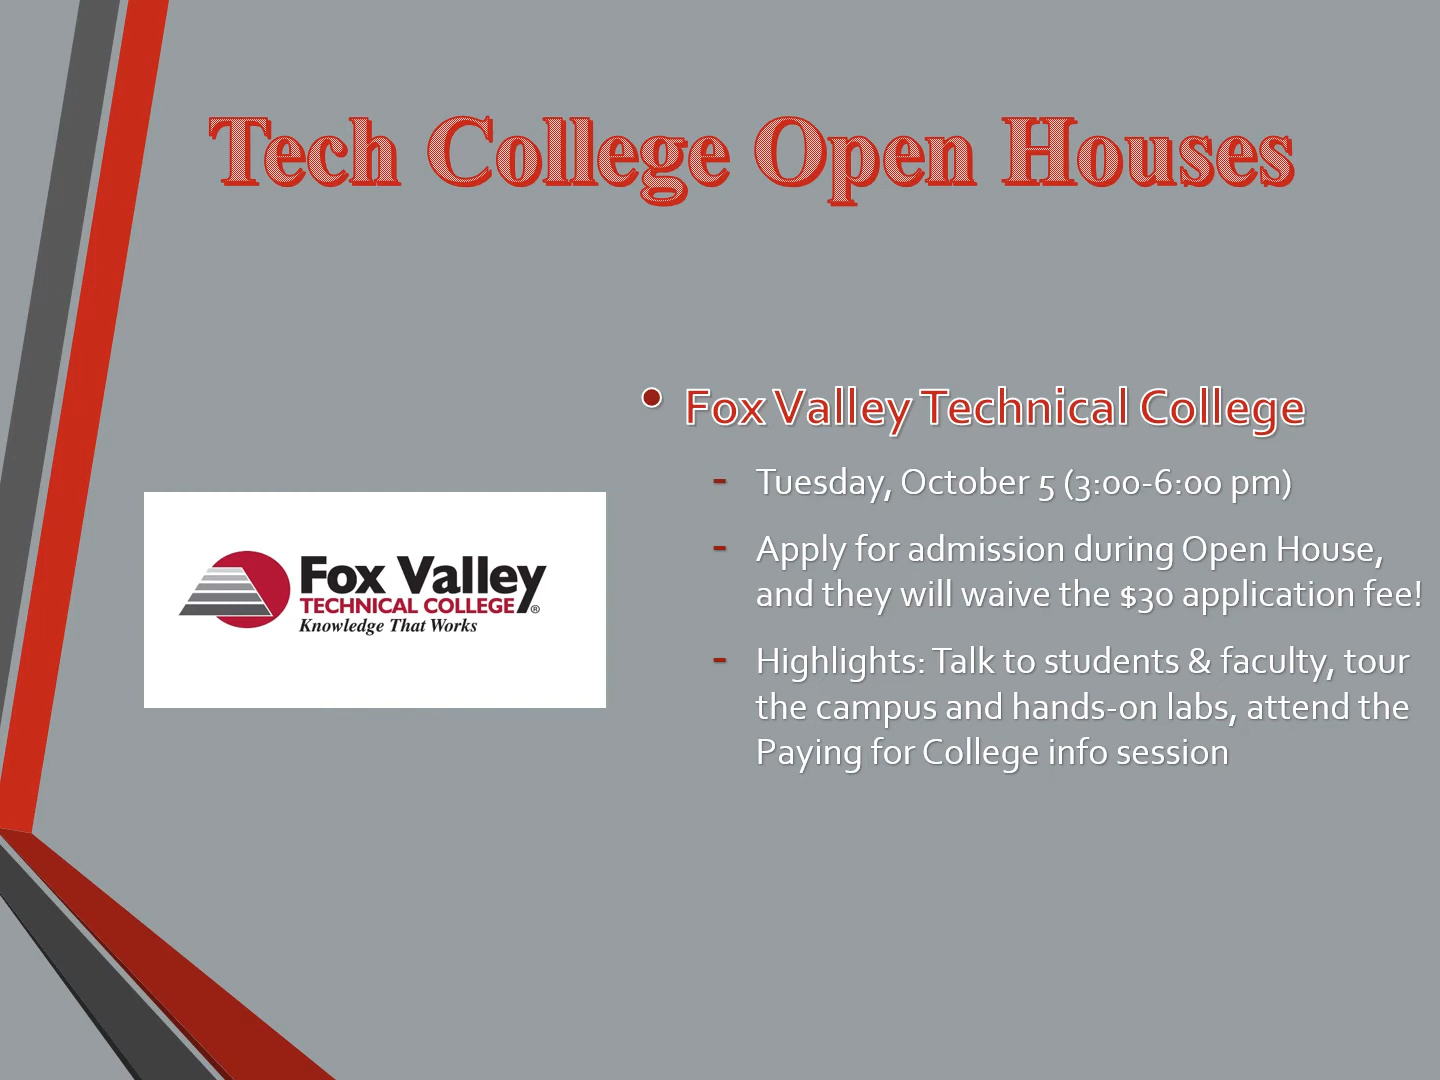 Tech College Open Houses
• Fox Valley Technical College
- Tuesday, October 5 (3:00-6:00 pm)
- Apply for admission during Open House,
and they will waive the $30 application fee!
- Highlights: Talk to students & faculty, tour
the campus and hands-on labs, attend the
Paying for College info session
Fox Valley
TECHNICAL COLLEGE®
Knowledge That Works